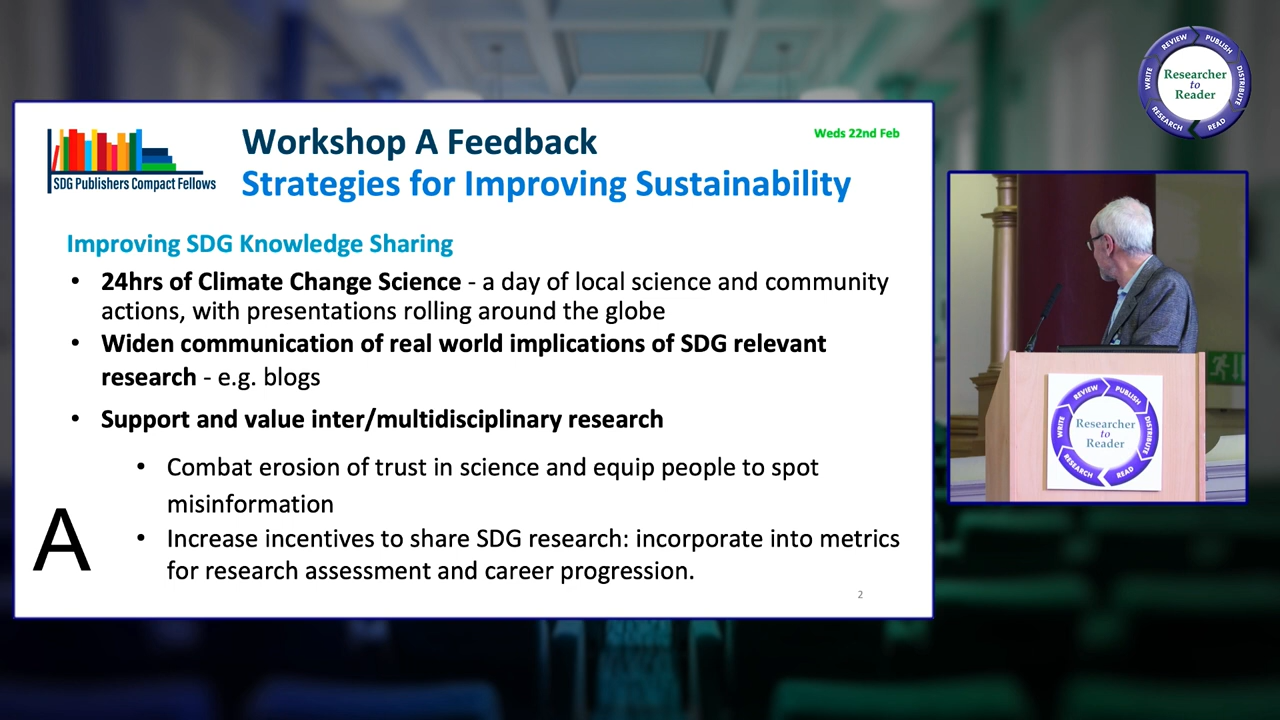 Workshop A Feedback
Weds 22nd Feb
SDG Publishers Compact Fellows
Strategies for Improving Sustainability
Improving SDG Knowledge Sharing
• 24hrs of Climate Change Science - a day of local science and community
actions, with presentations rolling around the globe
• Widen communication of real world implications of SDG relevant
research - e.g. blogs
• Support and value inter/multidisciplinary research
• Combat erosion of trust in science and equip people to spot
misinformation
• Increase incentives to share SDG research: incorporate into metrics
for research assessment and career progression.
A
2
REVIEW
PUBLISH
DISTRIBUTE
READ
RESEARCH
WRITE
Researcher
to
Reader
REVIEW
PUBLISH
DISTRIBUTE
READ
RESEARCH
WRITE
Researcher
to
Reader